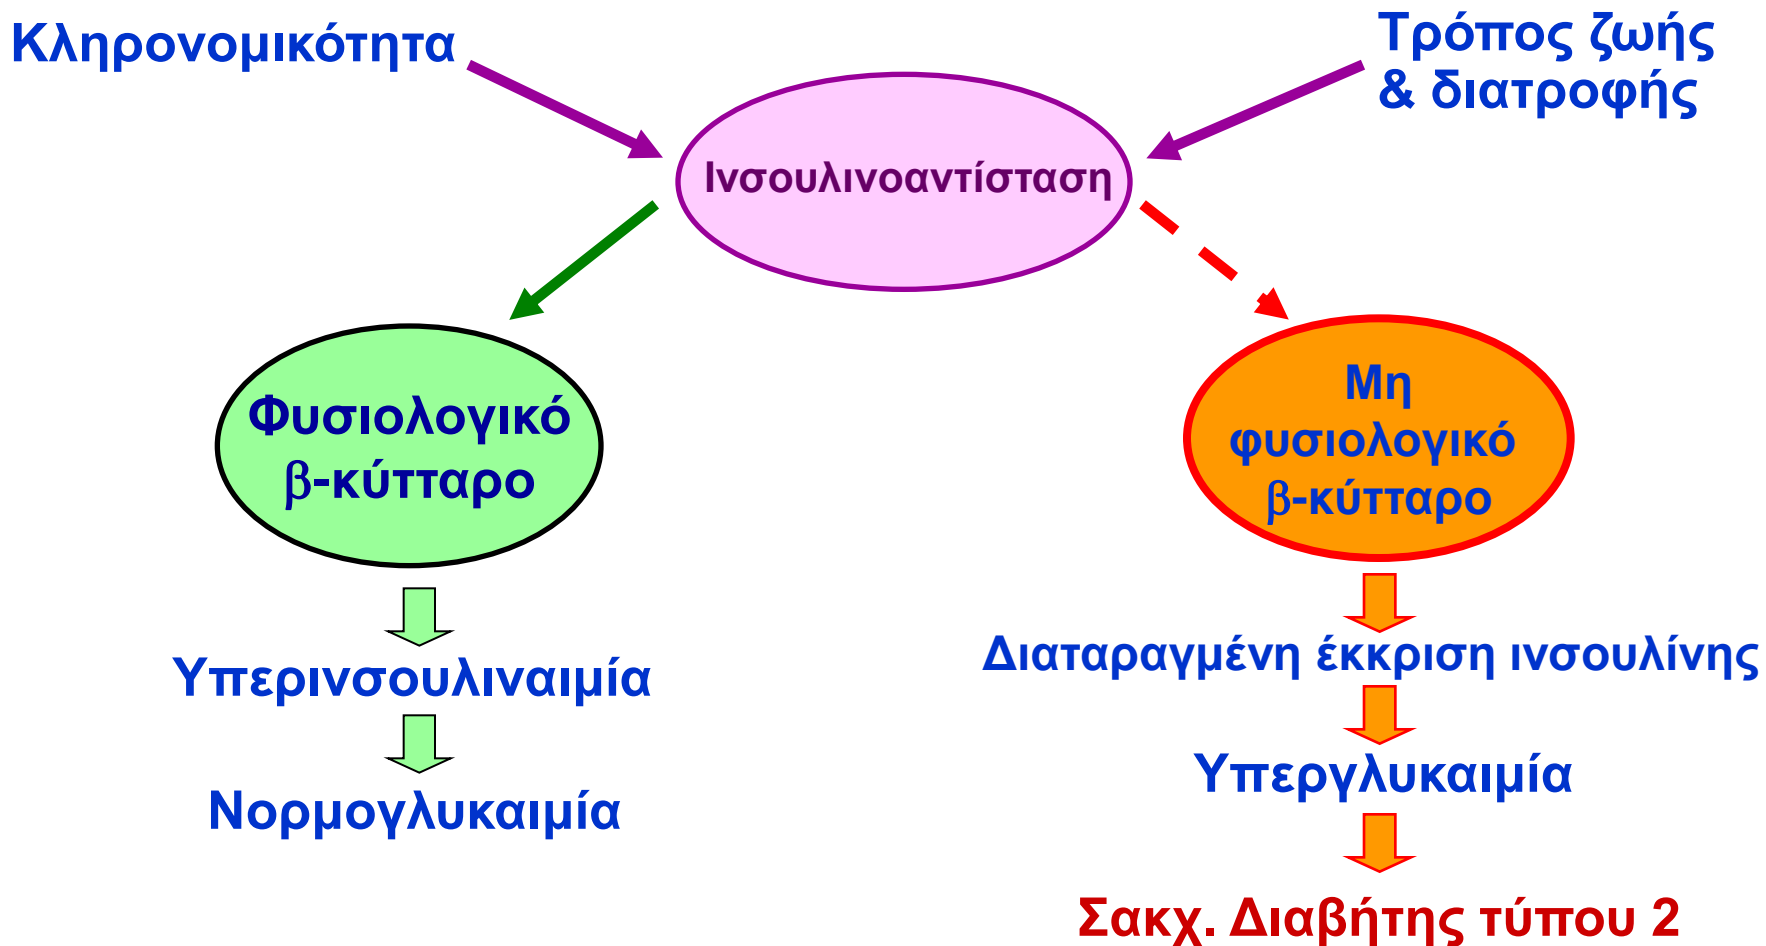 Κληρονομικότητα
Τρόπος ζωής
& διατροφής
Ινσουλινοαντίσταση
Φυσιολογικό
β-κύτταρο
Υπερινσουλιναιμία
Νορμογλυκαιμία
Μη
φυσιολογικό
β-κύτταρο
Διαταραγμένη έκκριση ινσουλίνης
Υπεργλυκαιμία
Σακχ. Διαβήτης τύπου 2